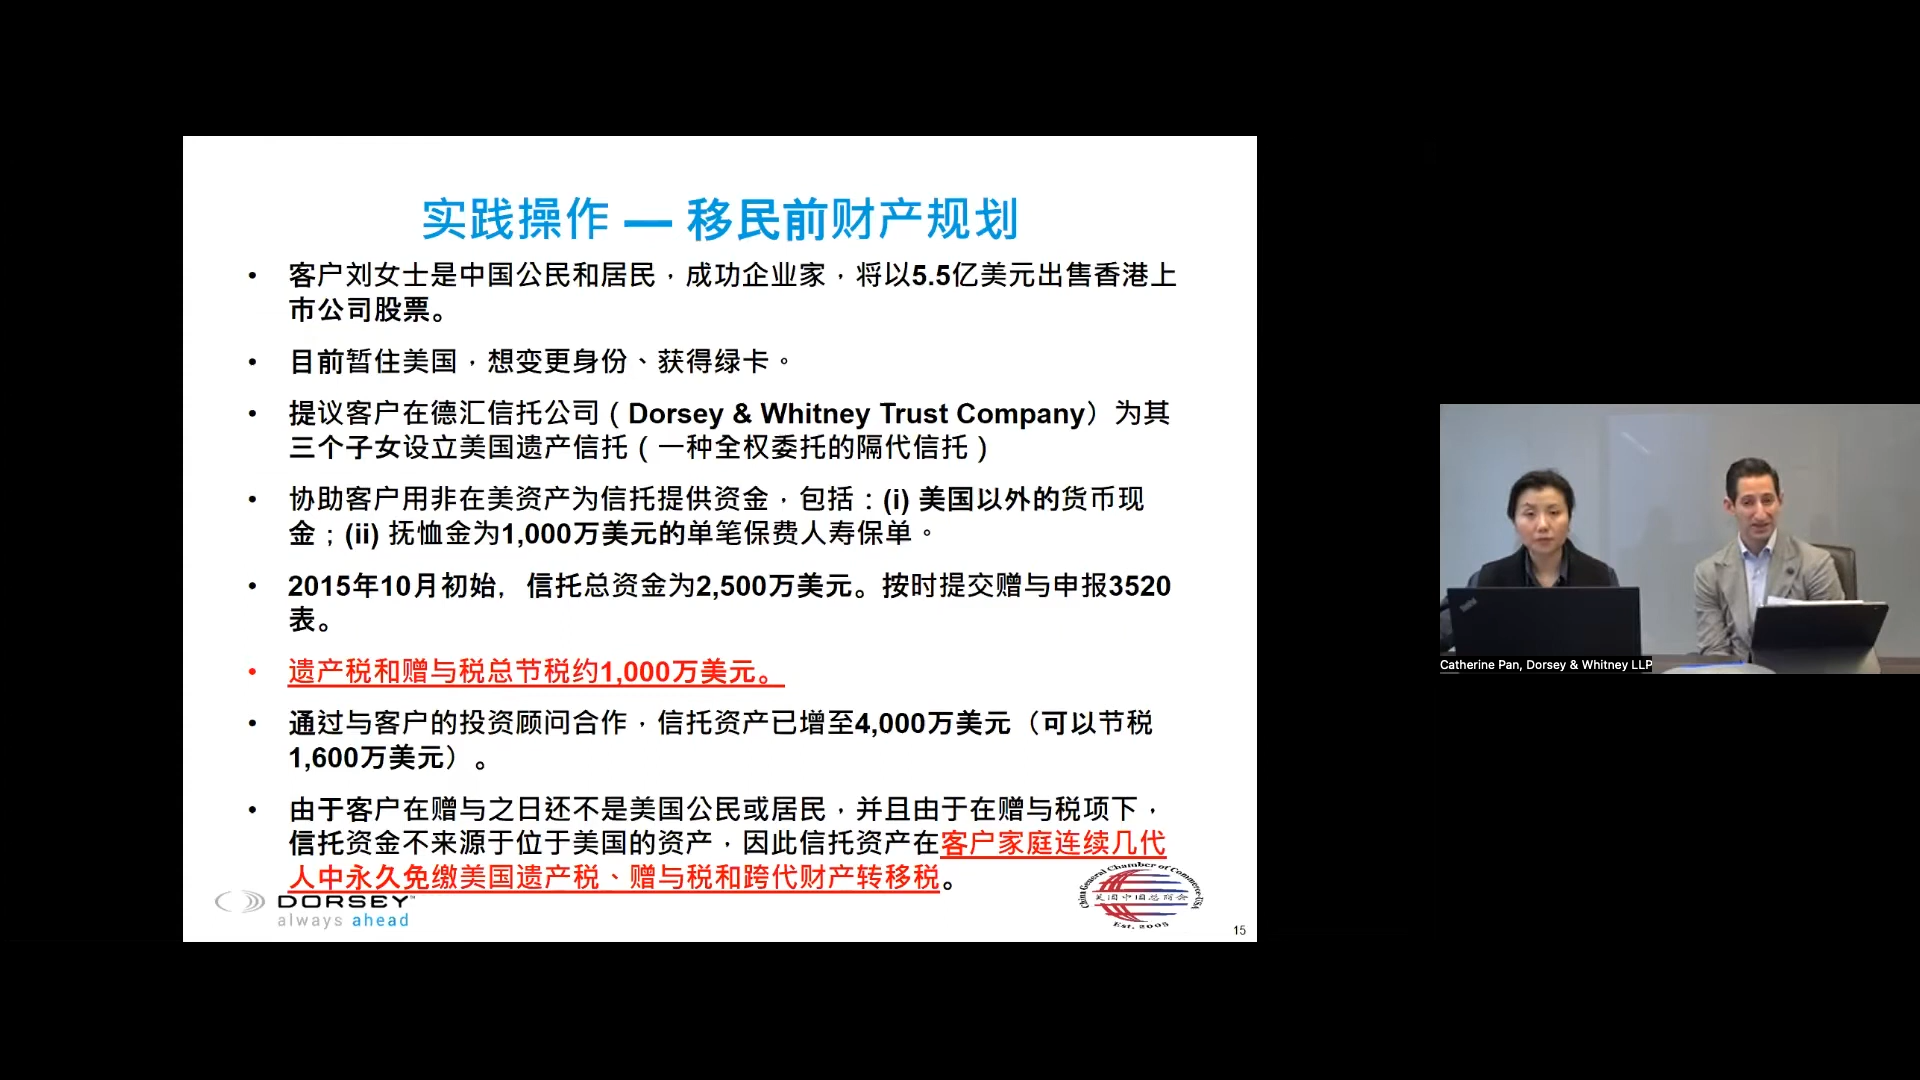 实践操作 — 移民前财产规划
• 客户刘女士是中国公民和居民，成功企业家，将以5.5亿美元出售香港上
市公司股票。
• 目前暂住美国，想变更身份、获得绿卡。
• 提议客户在德汇信托公司（Dorsey & Whitney Trust Company）为其
三个子女设立美国遗产信托（一种全权委托的隔代信托）
• 协助客户用非在美资产为信托提供资金，包括：(i) 美国以外的货币现
金；(ii) 抚恤金为1,000万美元的单笔保费人寿保单。
• 2015年10月初始，信托总资金为2,500万美元。按时提交赠与申报3520
表。
• 遗产税和赠与税总节税约1,000万美元。
• 通过与客户的投资顾问合作，信托资产已增至4,000万美元（可以节税
1,600万美元）。
• 由于客户在赠与之日还不是美国公民或居民，并且由于在赠与税项下，
信托资金不来源于位于美国的资产，因此信托资产在客户家庭连续几代
人中永久免缴美国遗产税、赠与税和跨代财产转移税。
DORSEY™
always ahead
China General Chamber of Commerce-USA
美国中国总商会
Est. 2005
15
Catherine Pan, Dorsey & Whitney LLP